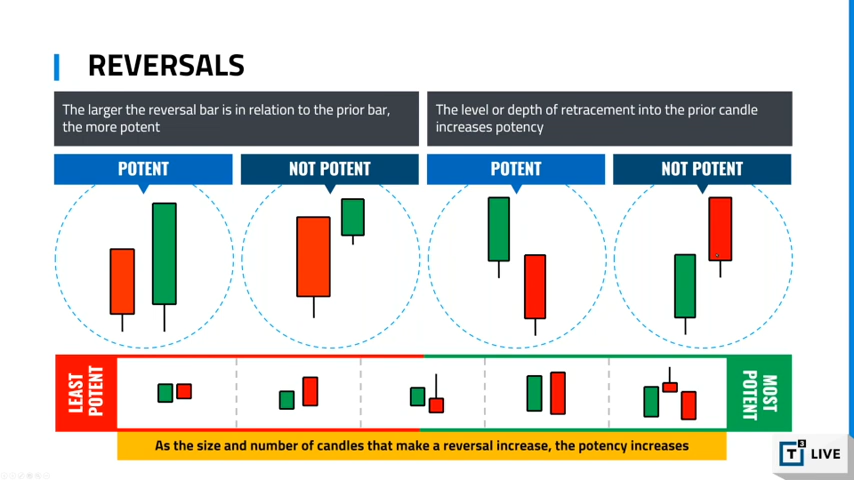 REVERSALS
The larger the reversal bar is in relation to the prior bar,
the more potent
The level or depth of retracement into the prior candle
increases potency
POTENT
NOT POTENT
POTENT
NOT POTENT
LEAST
POTENT
MOST
POTENT
As the size and number of candles that make a reversal increase, the potency increases
T3 LIVE